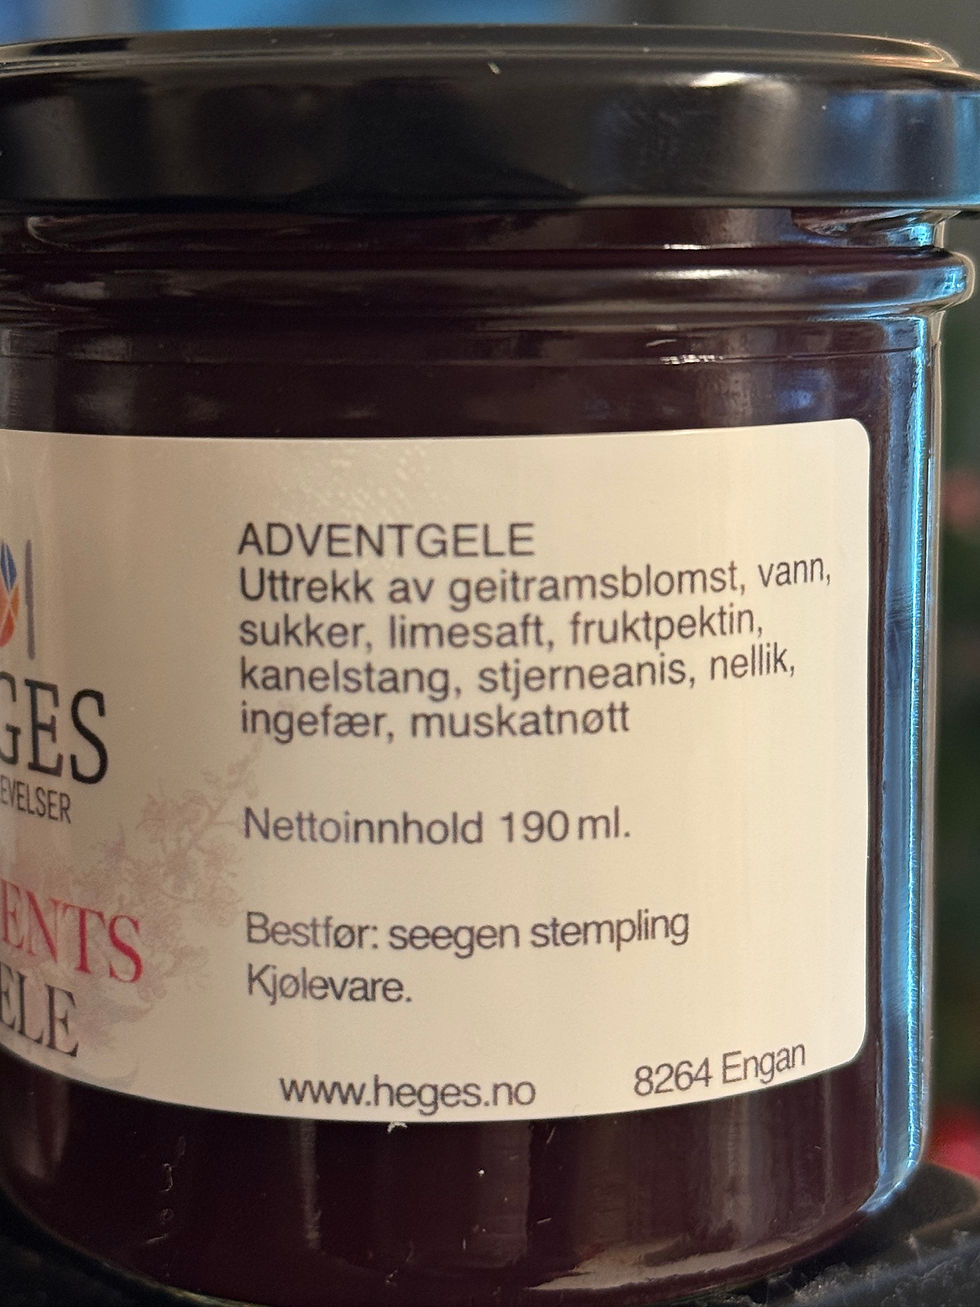 ADVENTGELE
Uttrekk av geitramsblomst, vann,
sukker, limesaft, fruktpektin,
kanelstang, stjerneanis, nellik,
ingefær, muskatnøtt
Nettoinnhold 190 ml.
Bestfør: seegen stempling
Kjølevare.
www.heges.no 8264 Engan
GES
EVELSER
ENTS
ELE